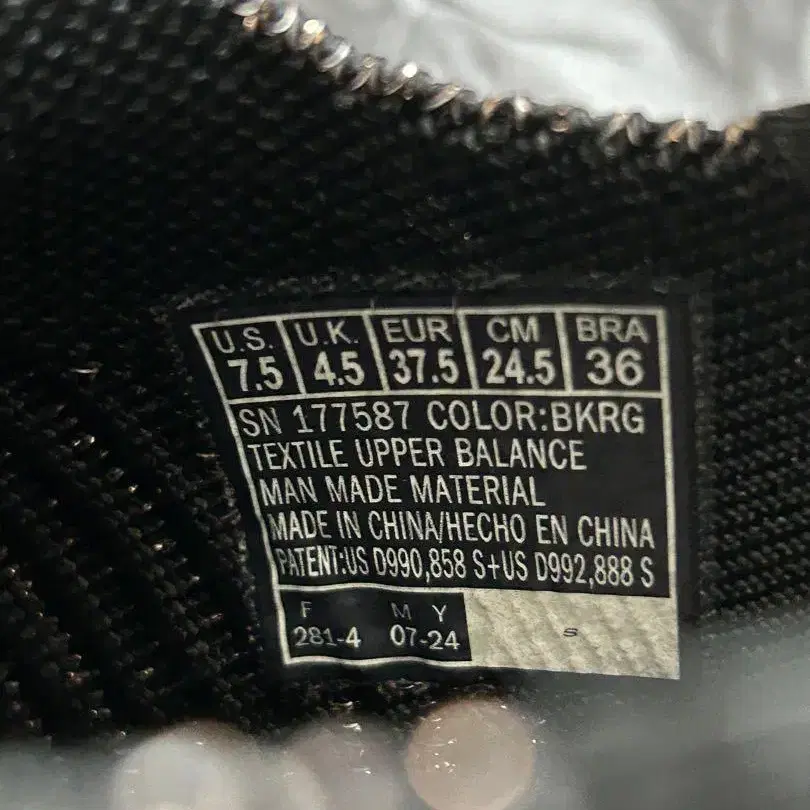 U.S. U.K. EUR CM BRA
7.5 4.5 37.5 24.5 36
SN 177587 COLOR:BKRG
TEXTILE UPPER BALANCE
MAN MADE MATERIAL
MADE IN CHINA/HECHO EN CHINA
PATENT:US D990,858 S+US D992,888 S
F M Y
281-4 07-24
S